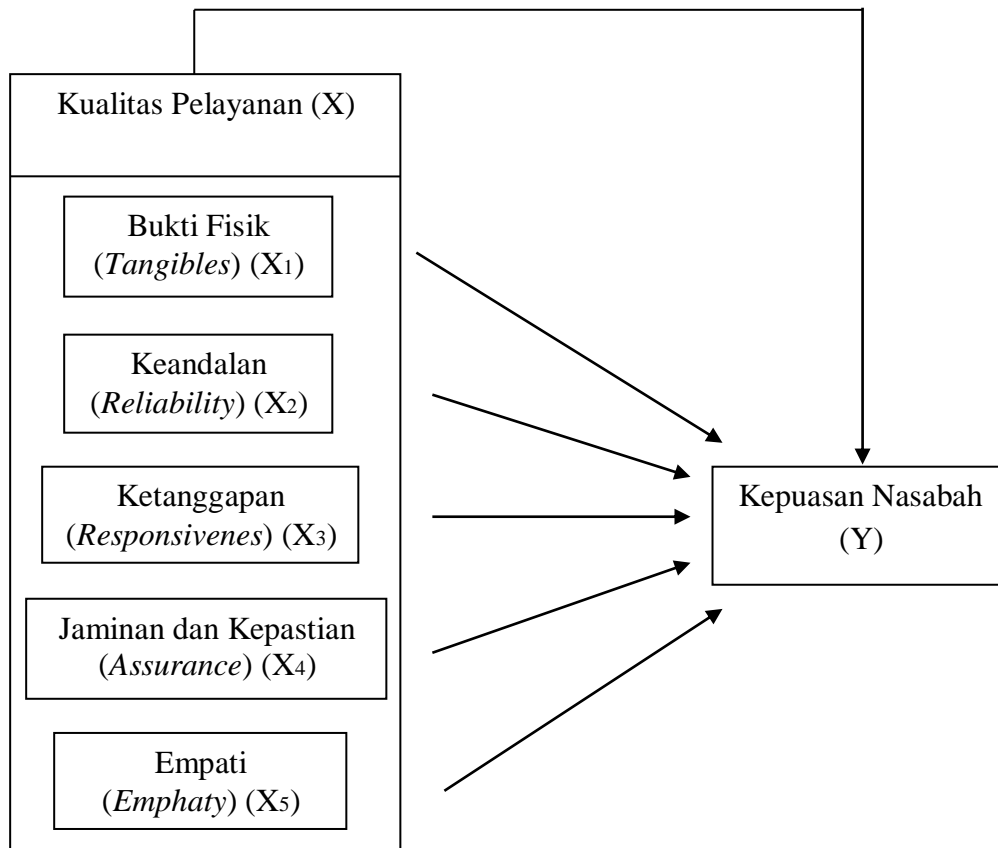 Kualitas Pelayanan (X)
Bukti Fisik
(Tangibles) (X1)
Keandalan
(Reliability) (X2)
Ketanggapan
(Responsivenes) (X3)
Jaminan dan Kepastian
(Assurance) (X4)
Empati
(Emphaty) (X5)
Kepuasan Nasabah
(Y)